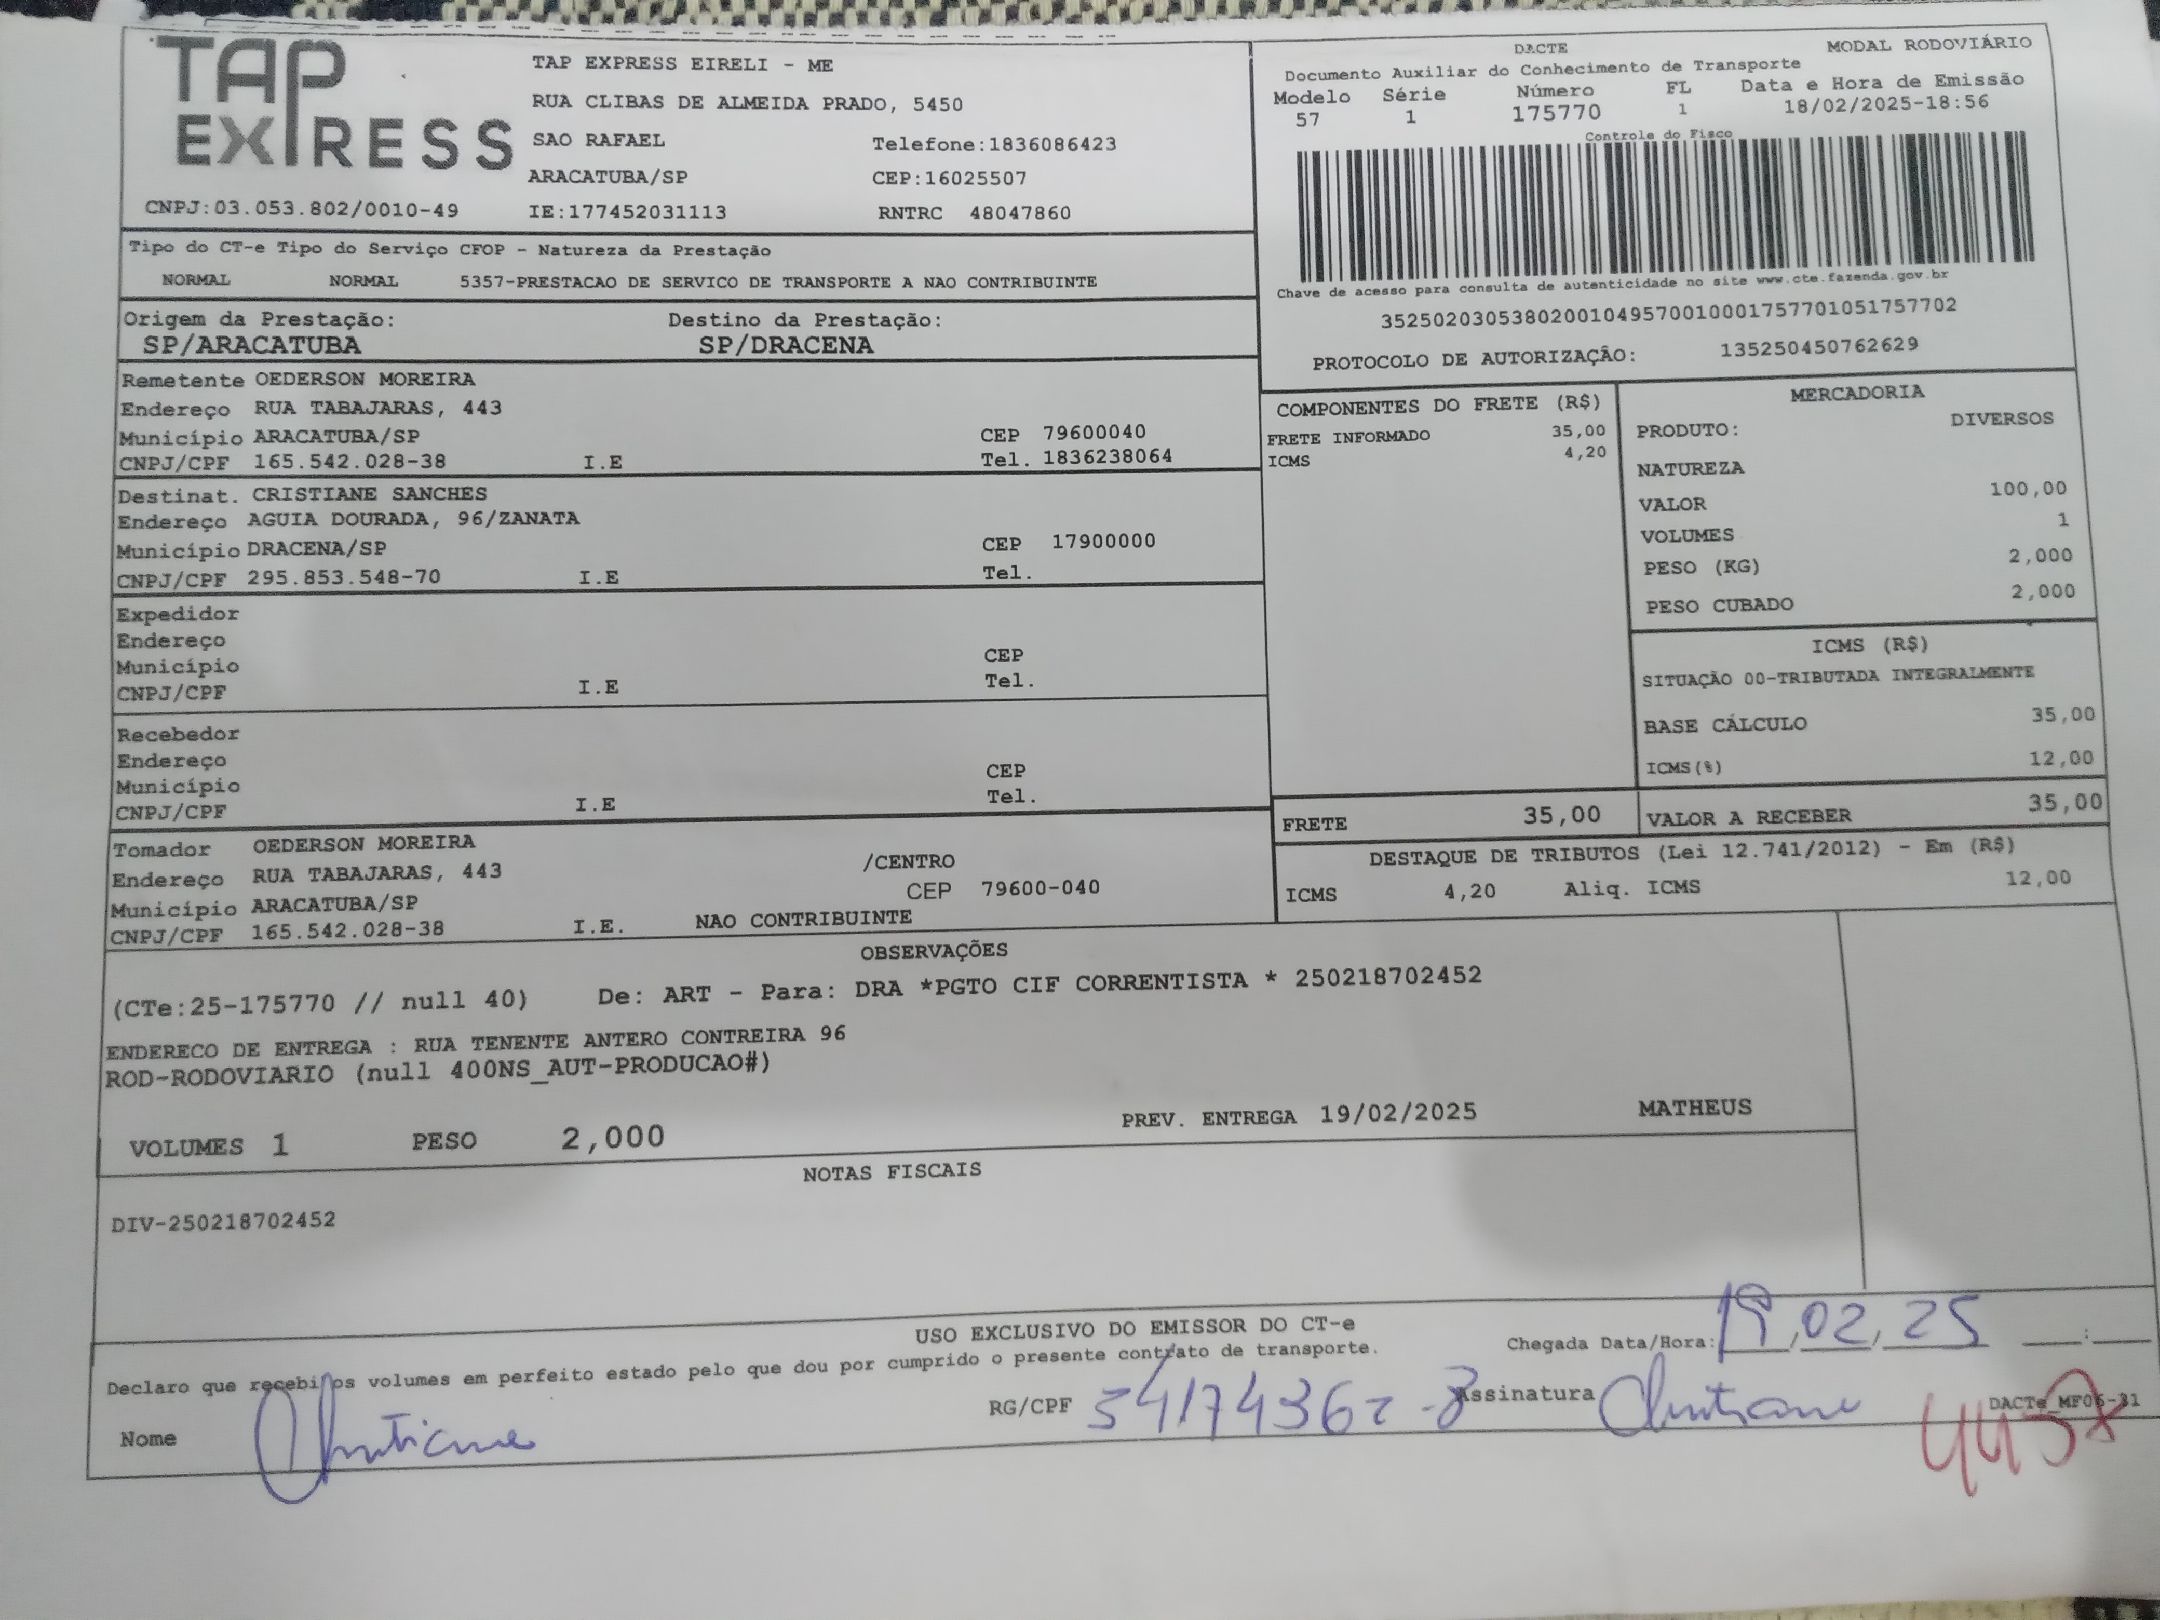 TAP EXPRESS
TAP EXPRESS EIRELI - ME
RUA CLIBAS DE ALMEIDA PRADO, 5450
SAO RAFAEL Telefone:1836086423
ARACATUBA/SP CEP:16025507
CNPJ:03.053.802/0010-49 IE:177452031113 RNTRC 48047860
DACTE MODAL RODOVIÁRIO
Documento Auxiliar do Conhecimento de Transporte
Modelo Série Número FL Data e Hora de Emissão
57 1 175770 1 18/02/2025-18:56
Controle do Fisco
Chave de acesso para consulta de autenticidade no site www.cte.fazenda.gov.br
35250203053802001049570010001757701051757702
PROTOCOLO DE AUTORIZAÇÃO: 135250450762629
Tipo do CT-e Tipo do Serviço CFOP - Natureza da Prestação
NORMAL NORMAL 5357-PRESTACAO DE SERVICO DE TRANSPORTE A NAO CONTRIBUINTE
Origem da Prestação: Destino da Prestação:
SP/ARACATUBA SP/DRACENA
Remetente OEDERSON MOREIRA
Endereço RUA TABAJARAS, 443
Município ARACATUBA/SP CEP 79600040
CNPJ/CPF 165.542.028-38 I.E Tel. 1836238064
Destinat. CRISTIANE SANCHES
Endereço AGUIA DOURADA, 96/ZANATA
Município DRACENA/SP CEP 17900000
CNPJ/CPF 295.853.548-70 I.E Tel.
Expedidor
Endereço
Município CEP
CNPJ/CPF I.E Tel.
Recebedor
Endereço
Município CEP
CNPJ/CPF I.E Tel.
Tomador OEDERSON MOREIRA
Endereço RUA TABAJARAS, 443 /CENTRO
Município ARACATUBA/SP CEP 79600-040
CNPJ/CPF 165.542.028-38 I.E. NAO CONTRIBUINTE
COMPONENTES DO FRETE (R$)
FRETE INFORMADO 35,00
ICMS 4,20
MERCADORIA
PRODUTO: DIVERSOS
NATUREZA
VALOR 100,00
VOLUMES 1
PESO (KG) 2,000
PESO CUBADO 2,000
ICMS (R$)
SITUAÇÃO 00-TRIBUTADA INTEGRALMENTE
BASE CÁLCULO 35,00
ICMS(%) 12,00
FRETE 35,00 VALOR A RECEBER 35,00
DESTAQUE DE TRIBUTOS (Lei 12.741/2012) - Em (R$)
ICMS 4,20 Aliq. ICMS 12,00
OBSERVAÇÕES
(CTe:25-175770 // null 40) De: ART - Para: DRA *PGTO CIF CORRENTISTA * 250218702452
ENDERECO DE ENTREGA : RUA TENENTE ANTERO CONTREIRA 96
ROD-RODOVIARIO (null 400NS_AUT-PRODUCAO#)
VOLUMES 1 PESO 2,000 PREV. ENTREGA 19/02/2025 MATHEUS
NOTAS FISCAIS
DIV-250218702452
USO EXCLUSIVO DO EMISSOR DO CT-e
Chegada Data/Hora: 19,02,25 :
Declaro que recebi os volumes em perfeito estado pelo que dou por cumprido o presente contrato de transporte.
Nome Cristiane RG/CPF 34174362-8 Assinatura Cristiane DACTe_MF06-31